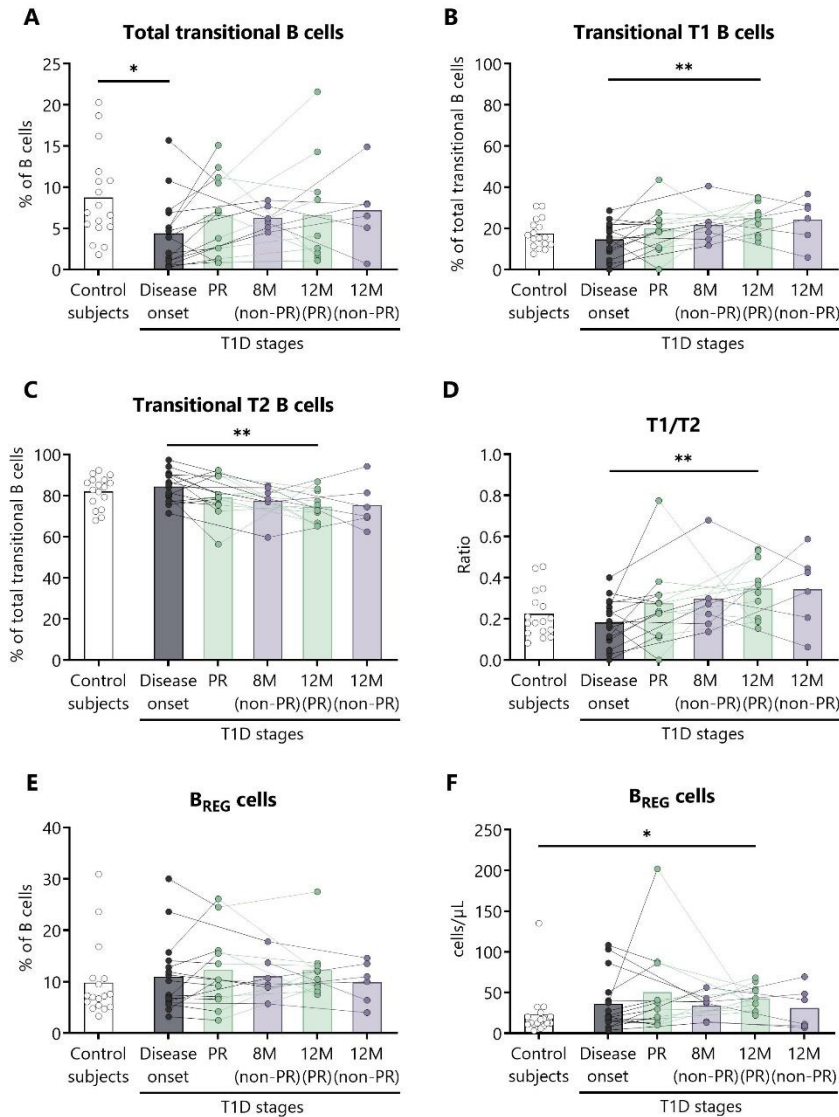 A
Total transitional B cells
% of B cells
25
20
15
10
5
0
*
Control subjects
Disease onset
PR
8M (non-PR)
12M (PR)
12M (non-PR)
T1D stages
B
Transitional T1 B cells
% of total transitional B cells
100
80
60
40
20
0
**
Control subjects
Disease onset
PR
8M (non-PR)
12M (PR)
12M (non-PR)
T1D stages
C
Transitional T2 B cells
% of total transitional B cells
100
80
60
40
20
0
**
Control subjects
Disease onset
PR
8M (non-PR)
12M (PR)
12M (non-PR)
T1D stages
D
T1/T2
Ratio
1.0
0.8
0.6
0.4
0.2
0.0
**
Control subjects
Disease onset
PR
8M (non-PR)
12M (PR)
12M (non-PR)
T1D stages
E
BREG cells
% of B cells
40
30
20
10
0
Control subjects
Disease onset
PR
8M (non-PR)
12M (PR)
12M (non-PR)
T1D stages
F
BREG cells
cells/μL
250
200
150
100
50
0
*
Control subjects
Disease onset
PR
8M (non-PR)
12M (PR)
12M (non-PR)
T1D stages